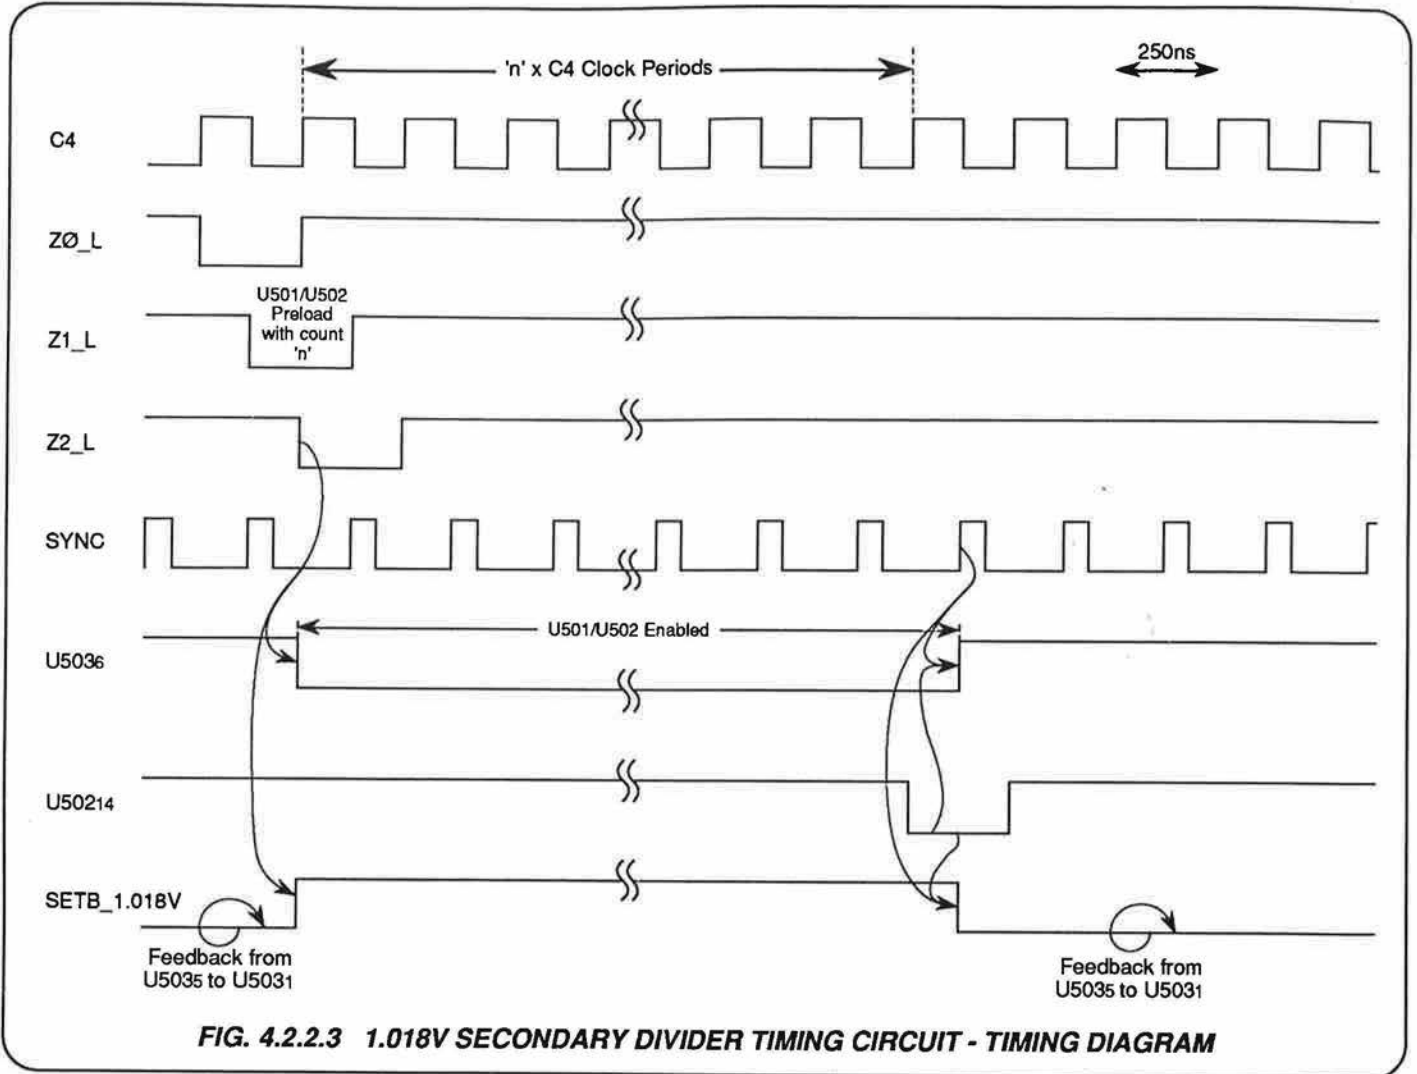 'n' x C4 Clock Periods
250ns
C4
ZØ_L
U501/U502
Preload
with count
'n'
Z1_L
Z2_L
SYNC
U501/U502 Enabled
U5036
U50214
SETB_1.018V
Feedback from
U5035 to U5031
Feedback from
U5035 to U5031
FIG. 4.2.2.3 1.018V SECONDARY DIVIDER TIMING CIRCUIT - TIMING DIAGRAM